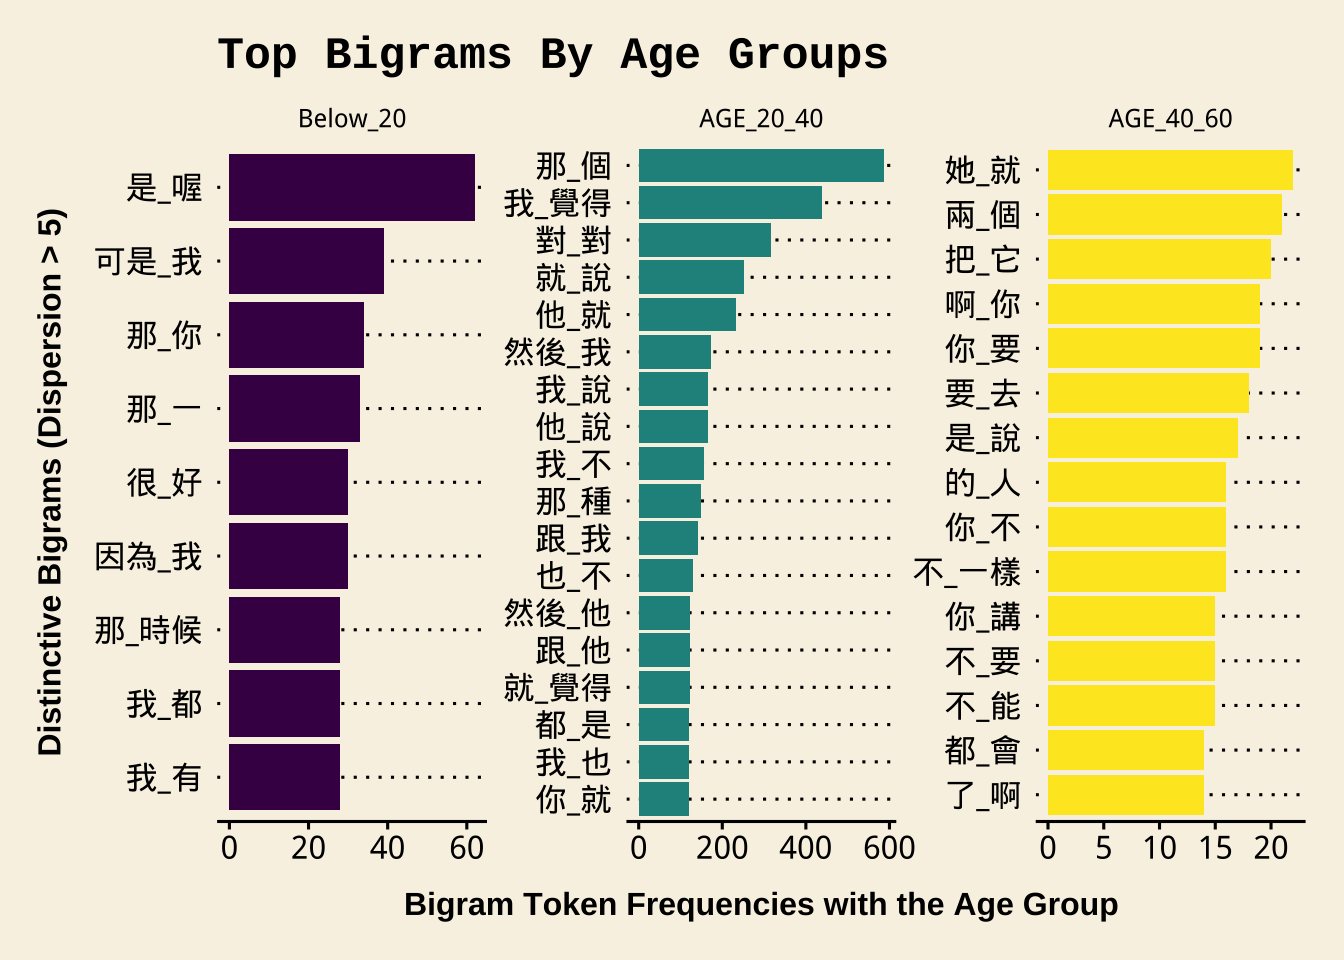 Top Bigrams By Age Groups
Distinctive Bigrams (Dispersion > 5)
Below_20
是_喔
可是_我
那_你
那_一
很_好
因為_我
那_時候
我_都
我_有
0 20 40 60
AGE_20_40
那_個
我_覺得
對_對
就_說
他_就
然後_我
我_說
他_說
我_不
那_種
跟_我
也_不
然後_他
跟_他
就_覺得
都_是
我_也
你_就
0 200 400 600
AGE_40_60
她_就
兩_個
把_它
啊_你
你_要
要_去
是_說
的_人
你_不
不_一樣
你_講
不_要
不_能
都_會
了_啊
0 5 10 15 20
Bigram Token Frequencies with the Age Group